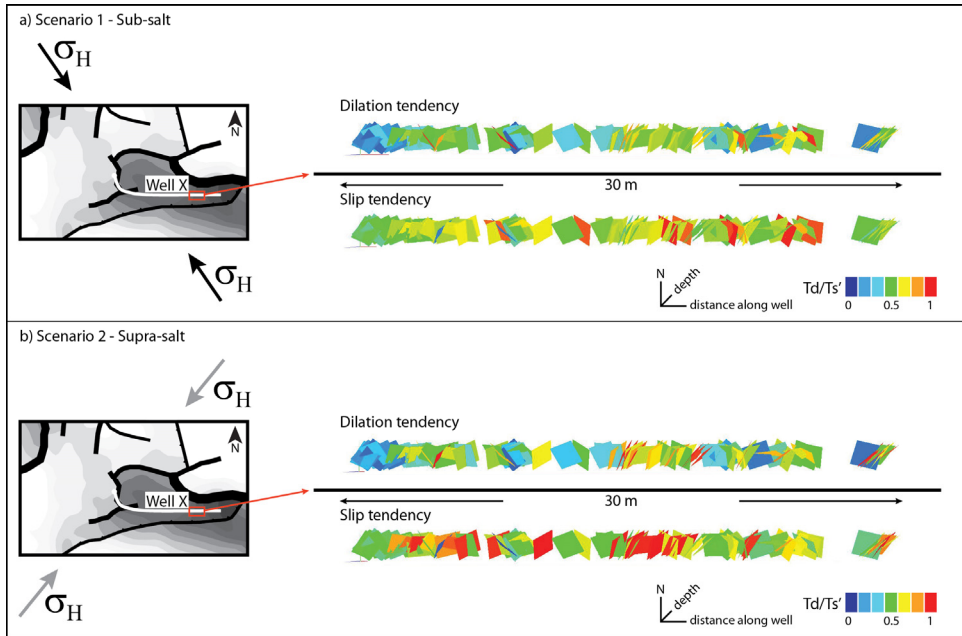 a) Scenario 1 - Sub-salt
σH
N
Well X
σH
Dilation tendency
30 m
Slip tendency
N
depth
distance along well
Td/Ts’
0 0.5 1
b) Scenario 2 - Supra-salt
σH
N
Well X
σH
Dilation tendency
30 m
Slip tendency
N
depth
distance along well
Td/Ts’
0 0.5 1